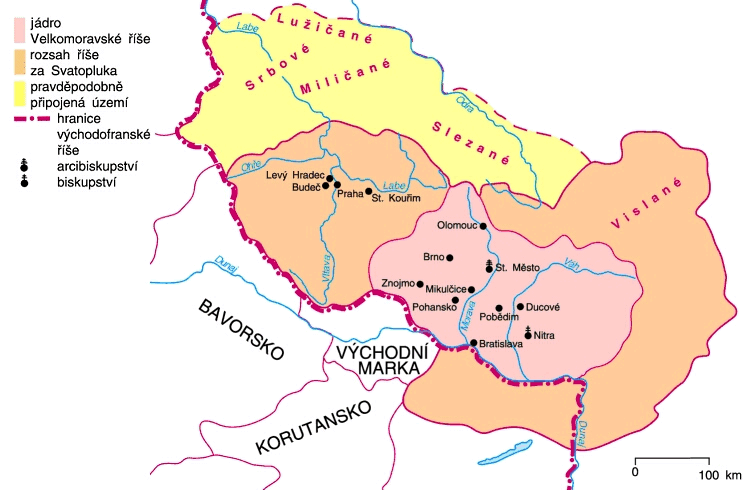 jádro
Velkomoravské říše
rozsah říše
za Svatopluka
pravděpodobně
připojená území
hranice
východofranské
říše
arcibiskupství
biskupství
Labe
Lužičané
Srbové
Miličané
Odra
Slezané
Vislané
Ohře
Levý Hradec
Budeč
Praha
St. Kouřim
Labe
Vltava
Olomouc
Brno
St. Město
Váh
Znojmo
Mikulčice
Pohansko
Morava
Pobědim
Ducové
Nitra
Bratislava
Dunaj
BAVORSKO
VÝCHODNÍ
MARKA
KORUTANSKO
Dunaj
0
100 km